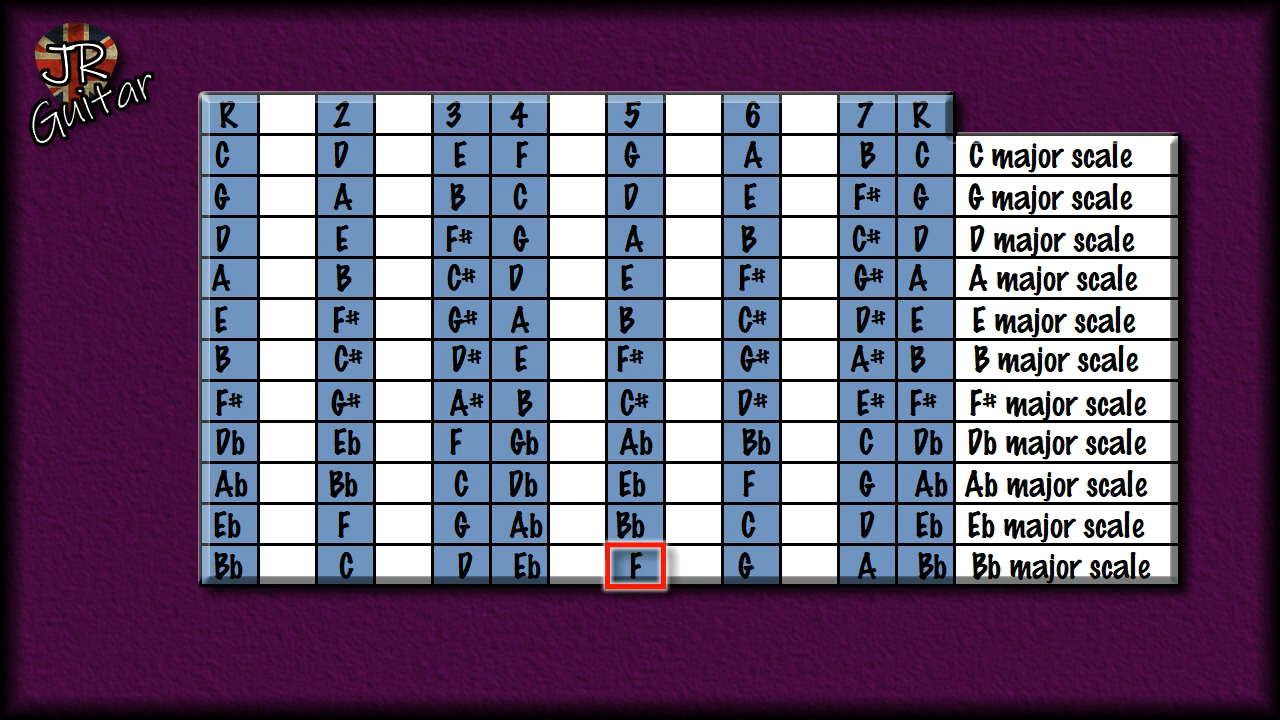 JR
Guitar
R 2 3 4 5 6 7 R
C D E F G A B C C major scale
G A B C D E F# G G major scale
D E F# G A B C# D D major scale
A B C# D E F# G# A A major scale
E F# G# A B C# D# E E major scale
B C# D# E F# G# A# B B major scale
F# G# A# B C# D# E# F# F# major scale
Db Eb F Gb Ab Bb C Db Db major scale
Ab Bb C Db Eb F G Ab Ab major scale
Eb F G Ab Bb C D Eb Eb major scale
Bb C D Eb F G A Bb Bb major scale